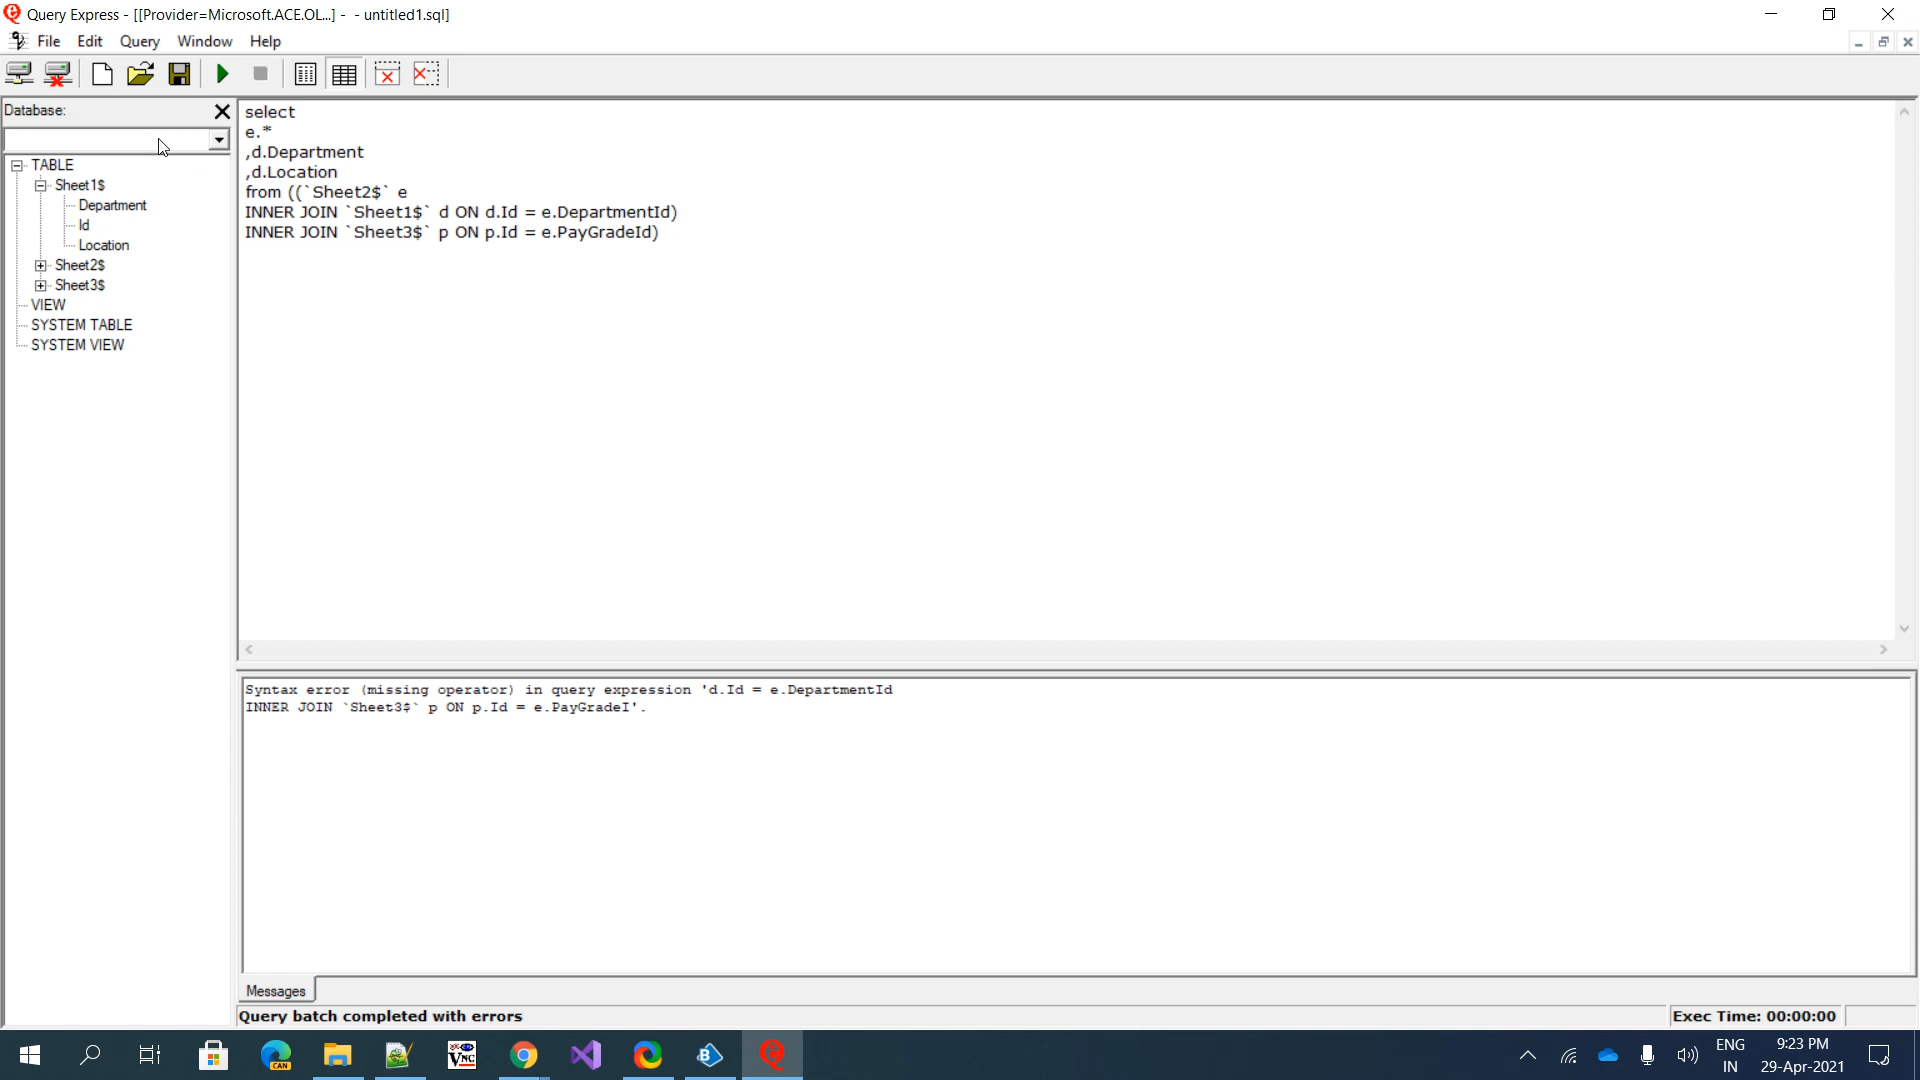 Query Express - [[Provider=Microsoft.ACE.OL...] -  - untitled1.sql]
File Edit Query Window Help
Database:
TABLE
Sheet1$
Department
Id
Location
Sheet2$
Sheet3$
VIEW
SYSTEM TABLE
SYSTEM VIEW
select
e.*
,d.Department
,d.Location
from ((`Sheet2$` e
INNER JOIN `Sheet1$` d ON d.Id = e.DepartmentId)
INNER JOIN `Sheet3$` p ON p.Id = e.PayGradeId)
Syntax error (missing operator) in query expression 'd.Id = e.DepartmentId
INNER JOIN `Sheet3$` p ON p.Id = e.PayGradeI'.
Messages
Query batch completed with errors
Exec Time: 00:00:00
CAN
VNC
B
ENG
IN
9:23 PM
29-Apr-2021